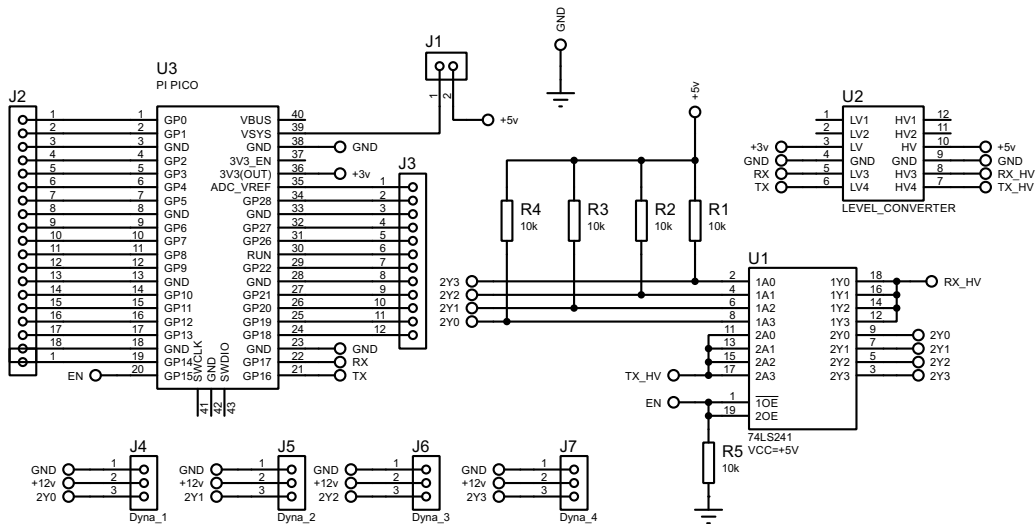 GND
J1
1
2
+5v
U3
PI PICO
J2
1 1 GP0 VBUS 40
2 2 GP1 VSYS 39
3 3 GND GND 38 GND
4 4 GP2 3V3_EN 37
5 5 GP3 3V3(OUT) 36 +3v
6 6 GP4 ADC_VREF 35 1
7 7 GP5 GP28 34 2
8 8 GND GND 33 3
9 9 GP6 GP27 32 4
10 10 GP7 GP26 31 5
11 11 GP8 RUN 30 6
12 12 GP9 GP22 29 7
13 13 GND GND 28 8
14 14 GP10 GP21 27 9
15 15 GP11 GP20 26 10
16 16 GP12 GP19 25 11
17 17 GP13 GP18 24 12
18 18 GND GND 23 GND
1 19 GP14 GP17 22 RX
EN 20 GP15 GP16 21 TX
SWCLK
GND
SWDIO
41
42
43
J3
+5v
R4
10k
R3
10k
R2
10k
R1
10k
U2
1 LV1 HV1 12
2 LV2 HV2 11
+3v 3 LV HV 10 +5v
GND 4 GND GND 9 GND
RX 5 LV3 HV3 8 RX_HV
TX 6 LV4 HV4 7 TX_HV
LEVEL_CONVERTER
U1
2Y3 2 1A0 1Y0 18 RX_HV
2Y2 4 1A1 1Y1 16
2Y1 6 1A2 1Y2 14
2Y0 8 1A3 1Y3 12
11 2A0 2Y0 9 2Y0
13 2A1 2Y1 7 2Y1
15 2A2 2Y2 5 2Y2
TX_HV 17 2A3 2Y3 3 2Y3
EN 1 1OE
19 2OE
74LS241
VCC=+5V
R5
10k
J4
GND 1
+12v 2
2Y0 3
Dyna_1
J5
GND 1
+12v 2
2Y1 3
Dyna_2
J6
GND 1
+12v 2
2Y2 3
Dyna_3
J7
GND 1
+12v 2
2Y3 3
Dyna_4